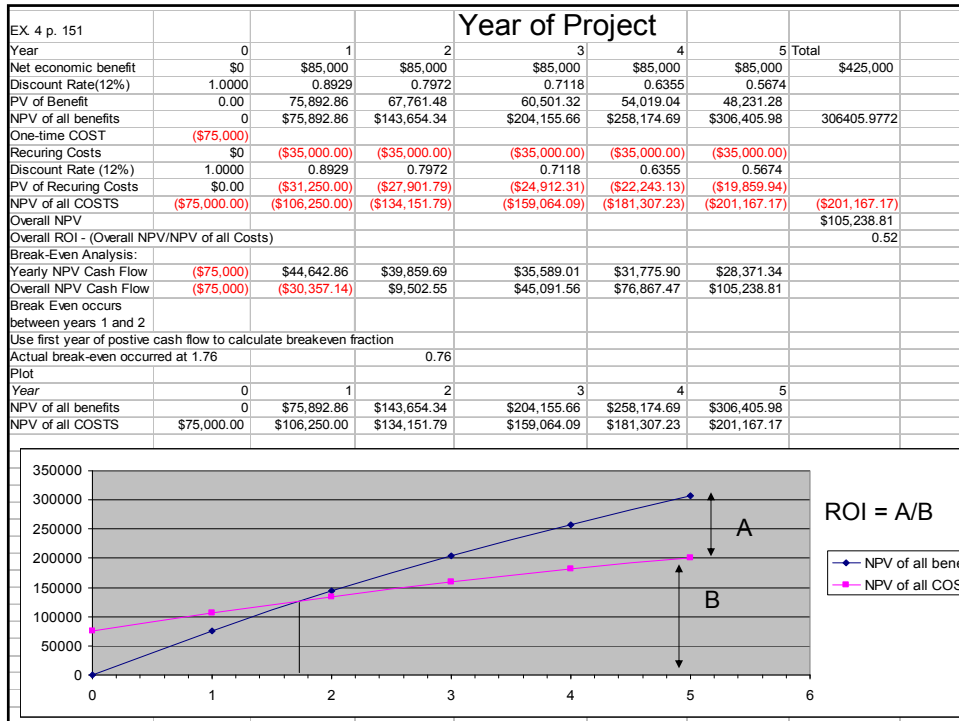 EX. 4 p. 151 Year of Project
Year 0 1 2 3 4 5 Total
Net economic benefit $0 $85,000 $85,000 $85,000 $85,000 $85,000 $425,000
Discount Rate(12%) 1.0000 0.8929 0.7972 0.7118 0.6355 0.5674
PV of Benefit 0.00 75,892.86 67,761.48 60,501.32 54,019.04 48,231.28
NPV of all benefits 0 $75,892.86 $143,654.34 $204,155.66 $258,174.69 $306,405.98 306405.9772
One-time COST ($75,000)
Recuring Costs $0 ($35,000.00) ($35,000.00) ($35,000.00) ($35,000.00) ($35,000.00)
Discount Rate (12%) 1.0000 0.8929 0.7972 0.7118 0.6355 0.5674
PV of Recuring Costs $0.00 ($31,250.00) ($27,901.79) ($24,912.31) ($22,243.13) ($19,859.94)
NPV of all COSTS ($75,000.00) ($106,250.00) ($134,151.79) ($159,064.09) ($181,307.23) ($201,167.17) ($201,167.17)
Overall NPV $105,238.81
Overall ROI - (Overall NPV/NPV of all Costs) 0.52
Break-Even Analysis:
Yearly NPV Cash Flow ($75,000) $44,642.86 $39,859.69 $35,589.01 $31,775.90 $28,371.34
Overall NPV Cash Flow ($75,000) ($30,357.14) $9,502.55 $45,091.56 $76,867.47 $105,238.81
Break Even occurs
between years 1 and 2
Use first year of postive cash flow to calculate breakeven fraction
Actual break-even occurred at 1.76 0.76
Plot
Year 0 1 2 3 4 5
NPV of all benefits 0 $75,892.86 $143,654.34 $204,155.66 $258,174.69 $306,405.98
NPV of all COSTS $75,000.00 $106,250.00 $134,151.79 $159,064.09 $181,307.23 $201,167.17
350000
300000
250000
200000
150000
100000
50000
0
0 1 2 3 4 5 6
A
B
ROI = A/B
NPV of all bene
NPV of all COS